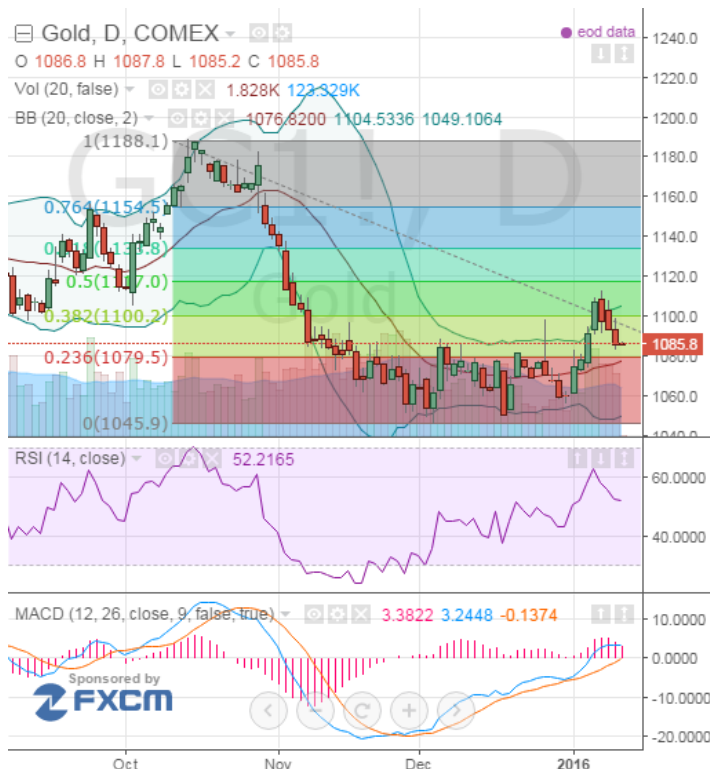 Gold, D, COMEX
eod data
O 1086.8 H 1087.8 L 1085.2 C 1085.8
Vol (20, false) 1.828K 123.329K
BB (20, close, 2) 1076.8200 1104.5336 1049.1064
GC1!, D
Gold
1(1188.1)
0.764(1154.5)
0.5(1117.0)
0.382(1100.2)
0.236(1079.5)
0(1045.9)
1240.0
1220.0
1200.0
1180.0
1160.0
1140.0
1120.0
1100.0
1085.8
1080.0
1060.0
1040.0
RSI (14, close) 52.2165
60.0000
40.0000
MACD (12, 26, close, 9, false, true) 3.3822 3.2448 -0.1374
10.0000
0.0000
-10.0000
-20.0000
Sponsored by
FXCM
Oct Nov Dec 2016